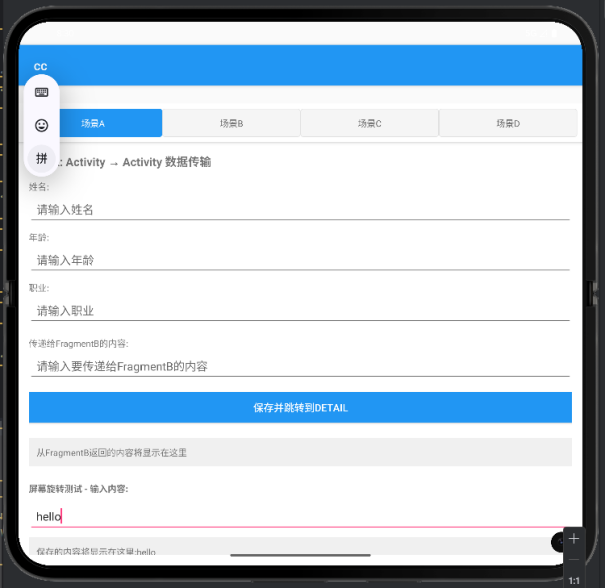 CC
场景A
场景B
场景C
场景D
拼
: Activity → Activity 数据传输
姓名:
请输入姓名
年龄:
请输入年龄
职业:
请输入职业
传递给FragmentB的内容:
请输入要传递给FragmentB的内容
保存并跳转到DETAIL
从FragmentB返回的内容将显示在这里
屏幕旋转测试 - 输入内容:
hello
保存的内容将显示在这里:hello
1:1